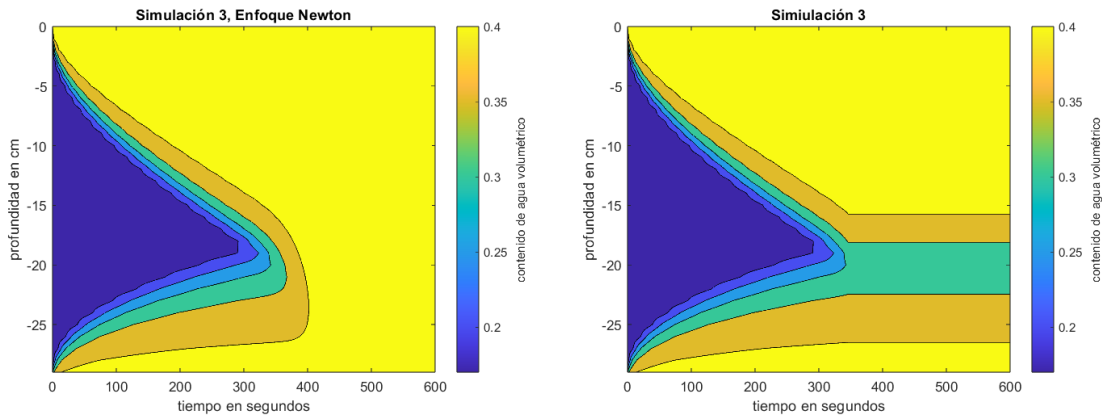 Simulación 3, Enfoque Newton
0
-5
-10
-15
-20
-25
profundidad en cm
0 100 200 300 400 500 600
tiempo en segundos
0.4
0.35
0.3
0.25
0.2
contenido de agua volumétrico
Simiulación 3
0
-5
-10
-15
-20
-25
profundidad en cm
0 100 200 300 400 500 600
tiempo en segundos
0.4
0.35
0.3
0.25
0.2
contenido de agua volumétrico